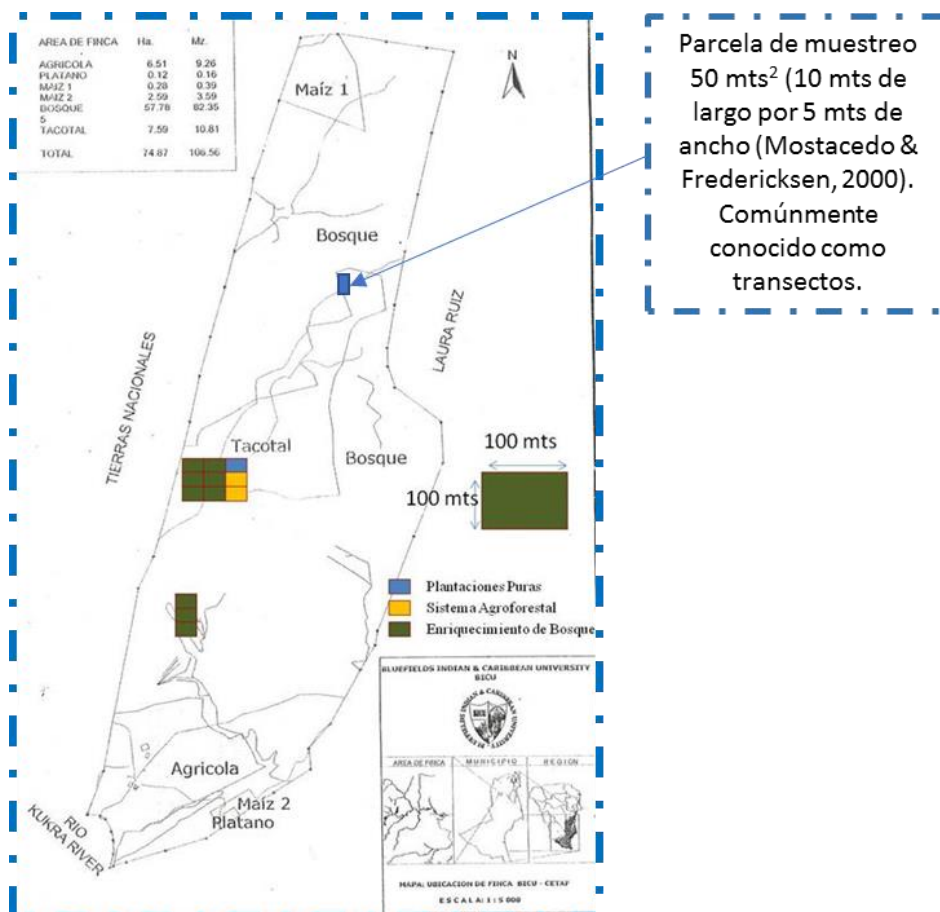 AREA DE FINCA Ha. Mz.
AGRICOLA 6.51 9.26
PLATANO 0.12 0.16
MAIZ 1 0.28 0.39
MAIZ 2 2.59 3.59
BOSQUE 57.78 82.35
5
TACOTAL 7.59 10.81
TOTAL 74.87 106.56
N
Maíz 1
Bosque
TIERRAS NACIONALES
LAURA RUIZ
Tacotal
Bosque
100 mts
100 mts
Plantaciones Puras
Sistema Agroforestal
Enriquecimiento de Bosque
Agricola
Maíz 2
Platano
RIO
KUKRA RIVER
BLUEFIELDS INDIAN & CARIBBEAN UNIVERSITY
BICU
AREA DE FINCA
MUNICIPIO
REGION
MAPA: UBICACION DE FINCA BICU - CETAF
ESCALA: 1 : 5 000
Parcela de muestreo
50 mts² (10 mts de
largo por 5 mts de
ancho (Mostacedo &
Fredericksen, 2000).
Comúnmente
conocido como
transectos.